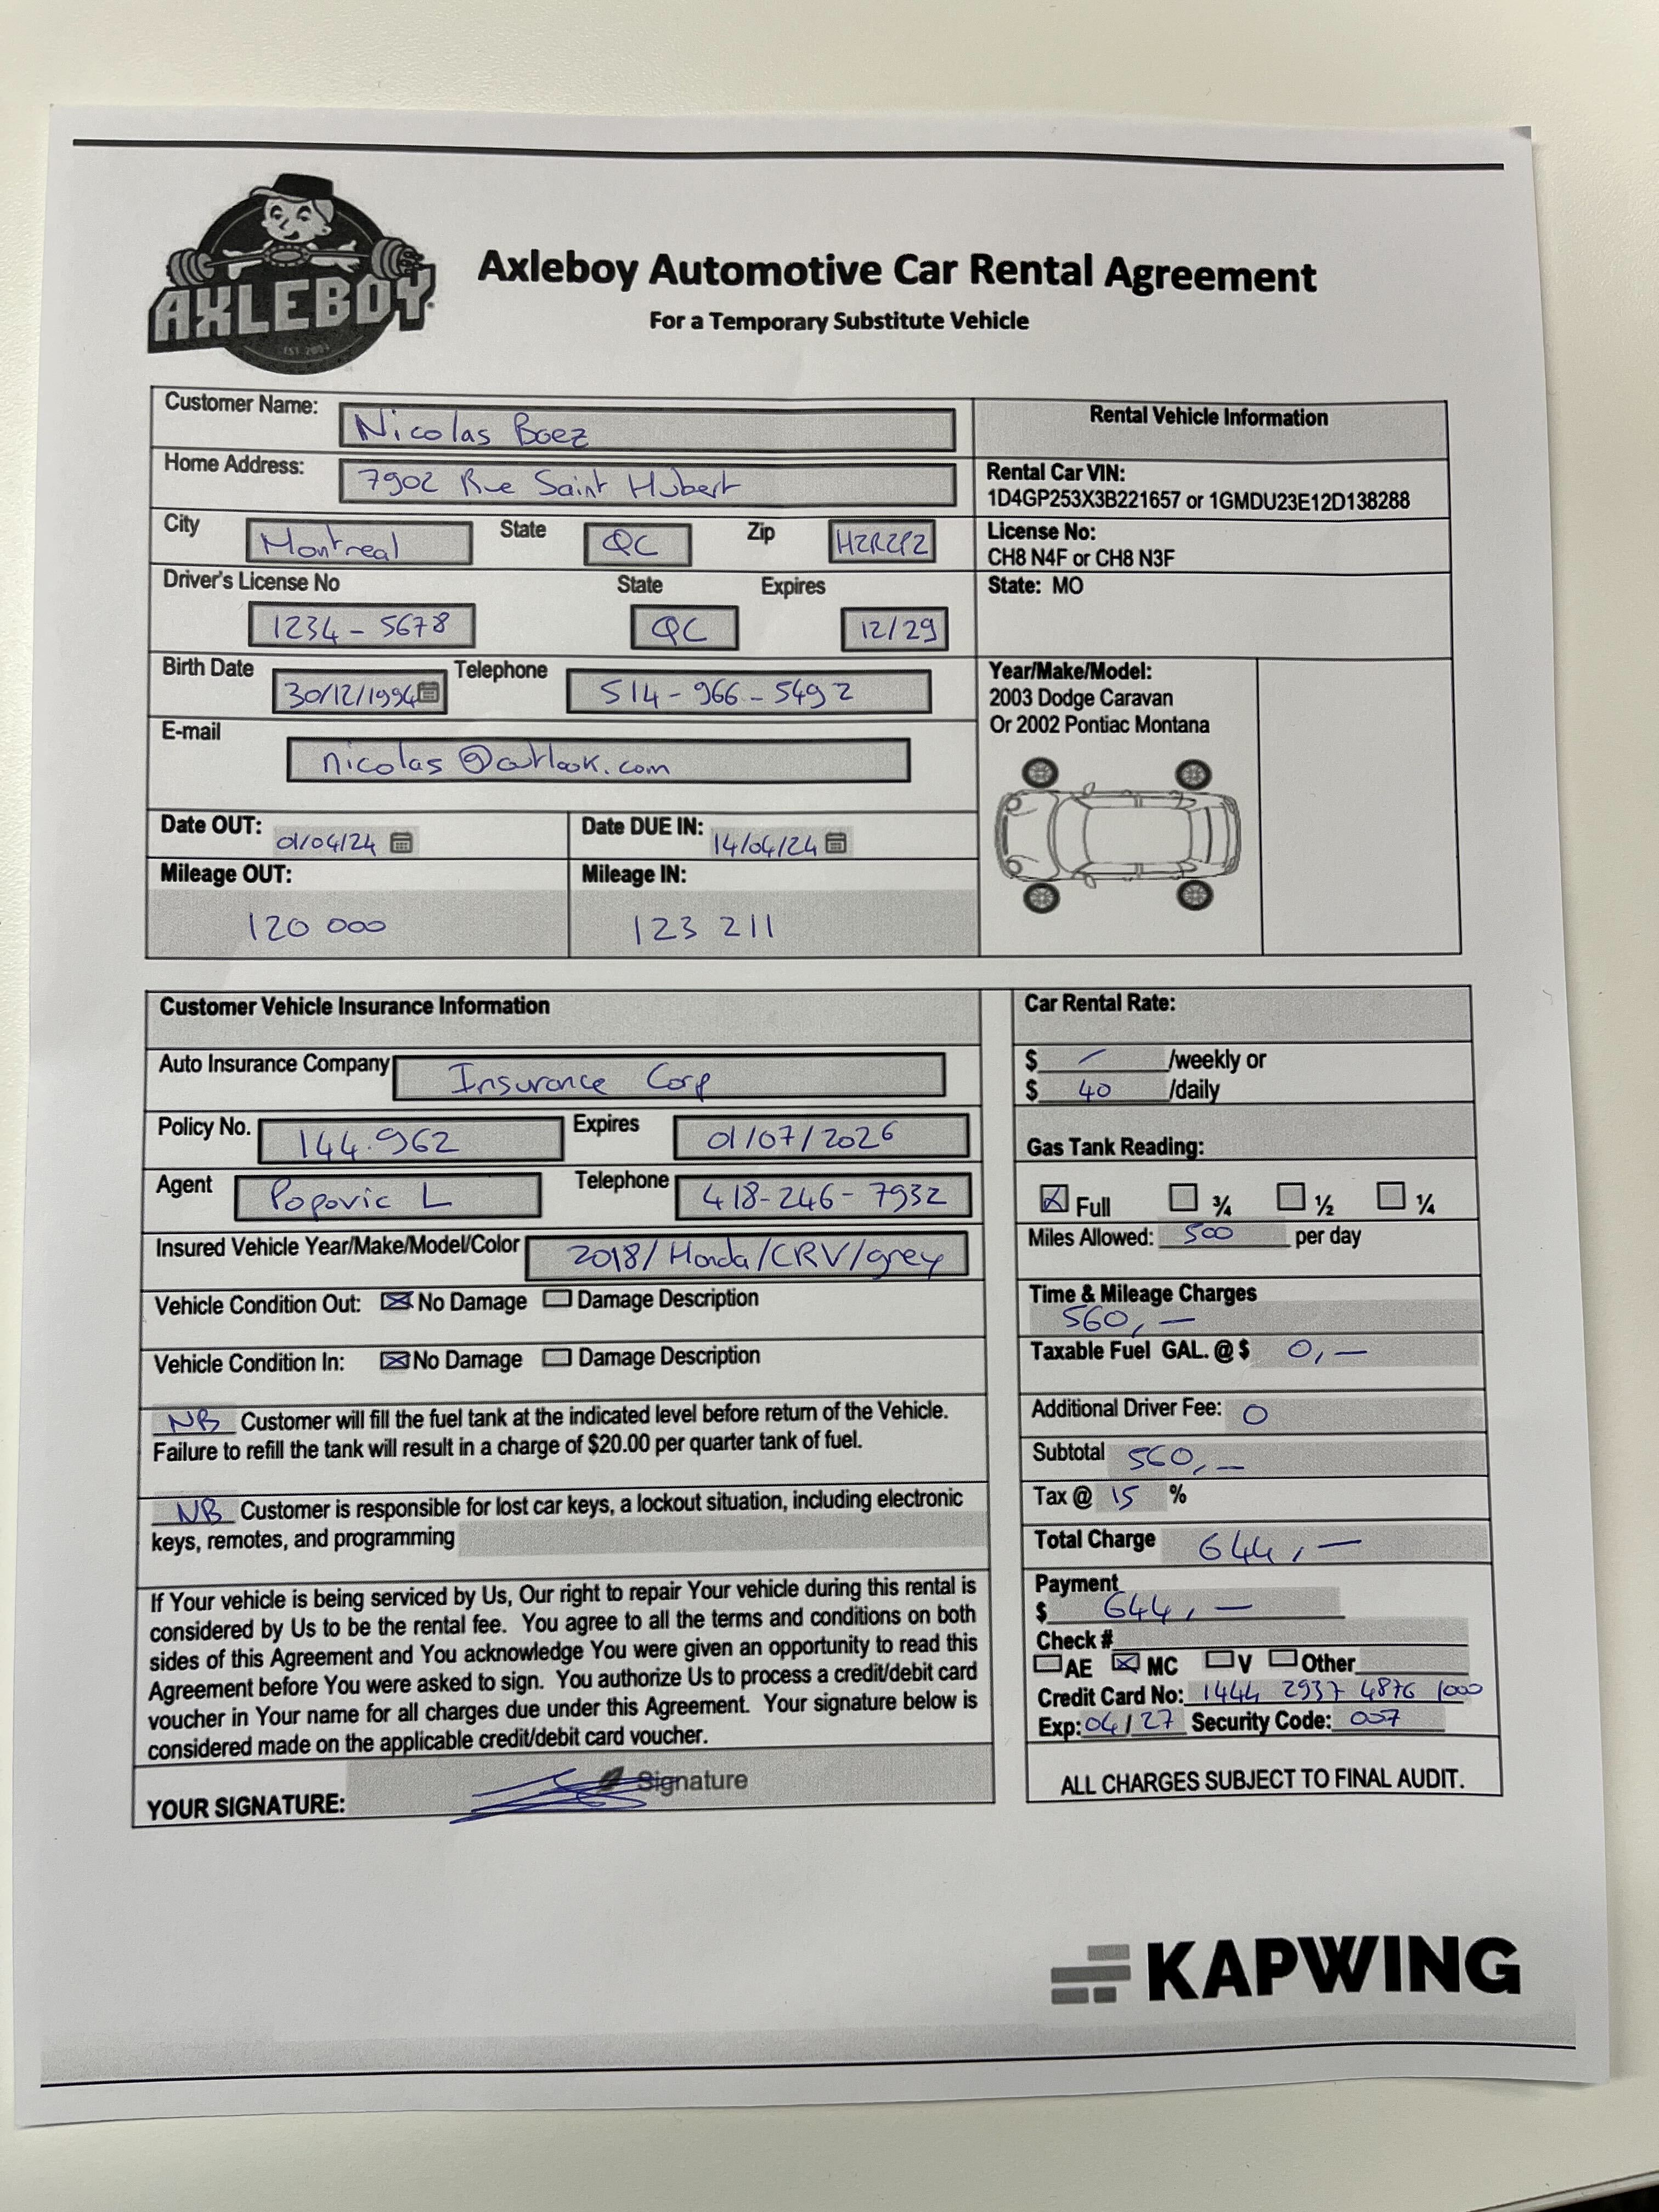 AXLEBOY
EST 2003
Axleboy Automotive Car Rental Agreement
For a Temporary Substitute Vehicle
Customer Name: Nicolas Baez
Home Address: 7902 Rue Saint Hubert
City Montreal State QC Zip H2R2P2
Driver's License No State Expires
1234-5678 QC 12/29
Birth Date 30/12/1994 Telephone 514-966-5492
E-mail
nicolas@outlook.com
Date OUT: 01/04/24 Date DUE IN: 14/04/24
Mileage OUT: Mileage IN:
120 000 123 211
Rental Vehicle Information
Rental Car VIN:
1D4GP253X3B221657 or 1GMDU23E12D138288
License No:
CH8 N4F or CH8 N3F
State: MO
Year/Make/Model:
2003 Dodge Caravan
Or 2002 Pontiac Montana
Customer Vehicle Insurance Information
Auto Insurance Company Insurance Corp
Policy No. 144.962 Expires 01/07/2026
Agent Popovic L Telephone 418-246-7932
Insured Vehicle Year/Make/Model/Color 2018/Honda/CRV/grey
Vehicle Condition Out: No Damage Damage Description
Vehicle Condition In: No Damage Damage Description
NB Customer will fill the fuel tank at the indicated level before return of the Vehicle.
Failure to refill the tank will result in a charge of $20.00 per quarter tank of fuel.
NB Customer is responsible for lost car keys, a lockout situation, including electronic
keys, remotes, and programming
If Your vehicle is being serviced by Us, Our right to repair Your vehicle during this rental is
considered by Us to be the rental fee. You agree to all the terms and conditions on both
sides of this Agreement and You acknowledge You were given an opportunity to read this
Agreement before You were asked to sign. You authorize Us to process a credit/debit card
voucher in Your name for all charges due under this Agreement. Your signature below is
considered made on the applicable credit/debit card voucher.
YOUR SIGNATURE: Signature
Car Rental Rate:
$ - /weekly or
$ 40 /daily
Gas Tank Reading:
Full ¾ ½ ¼
Miles Allowed: 500 per day
Time & Mileage Charges
560,—
Taxable Fuel GAL. @ $ 0,—
Additional Driver Fee: 0
Subtotal 560,—
Tax @ 15 %
Total Charge 644,—
Payment
$ 644,—
Check #
AE MC V Other
Credit Card No: 1444 2937 4876 1000
Exp: 04/27 Security Code: 007
ALL CHARGES SUBJECT TO FINAL AUDIT.
KAPWING